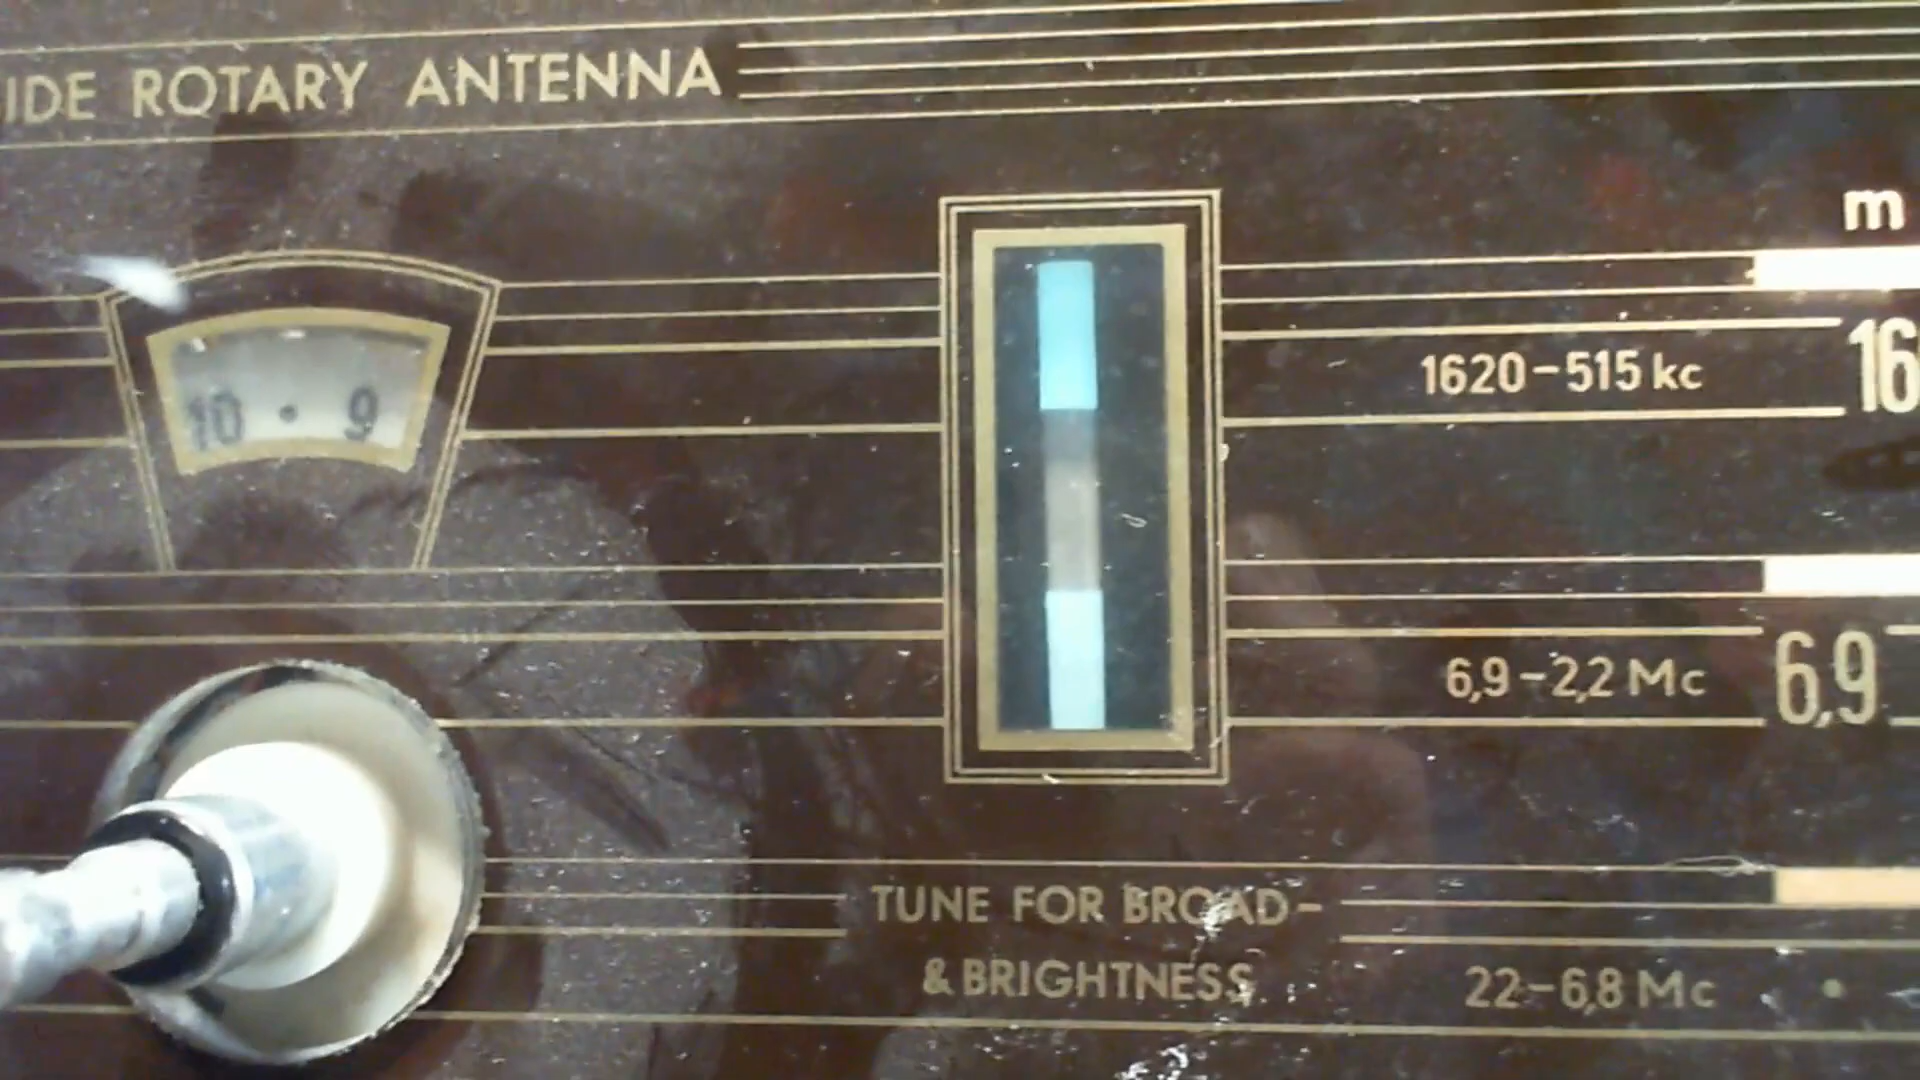 IDE ROTARY ANTENNA
m
10 • 9
1620-515 kc
16
6,9-2,2 Mc
6,9
TUNE FOR BROAD-
& BRIGHTNESS
22-6,8 Mc